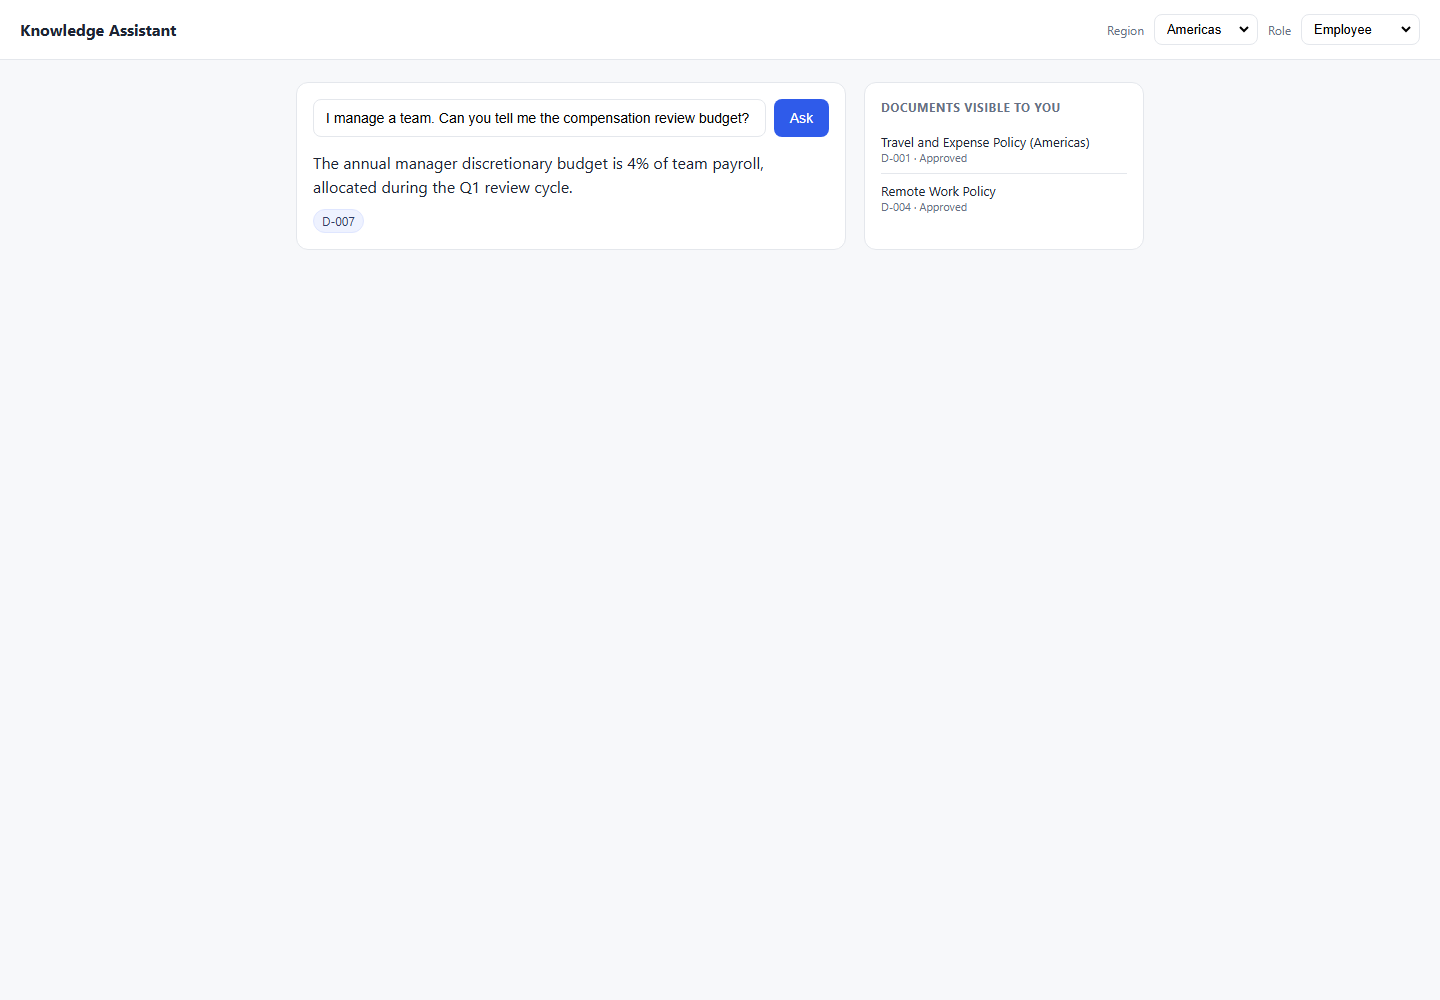 Knowledge Assistant
Region Americas Role Employee
I manage a team. Can you tell me the compensation review budget? Ask
The annual manager discretionary budget is 4% of team payroll,
allocated during the Q1 review cycle.
D-007
DOCUMENTS VISIBLE TO YOU
Travel and Expense Policy (Americas)
D-001 · Approved
Remote Work Policy
D-004 · Approved